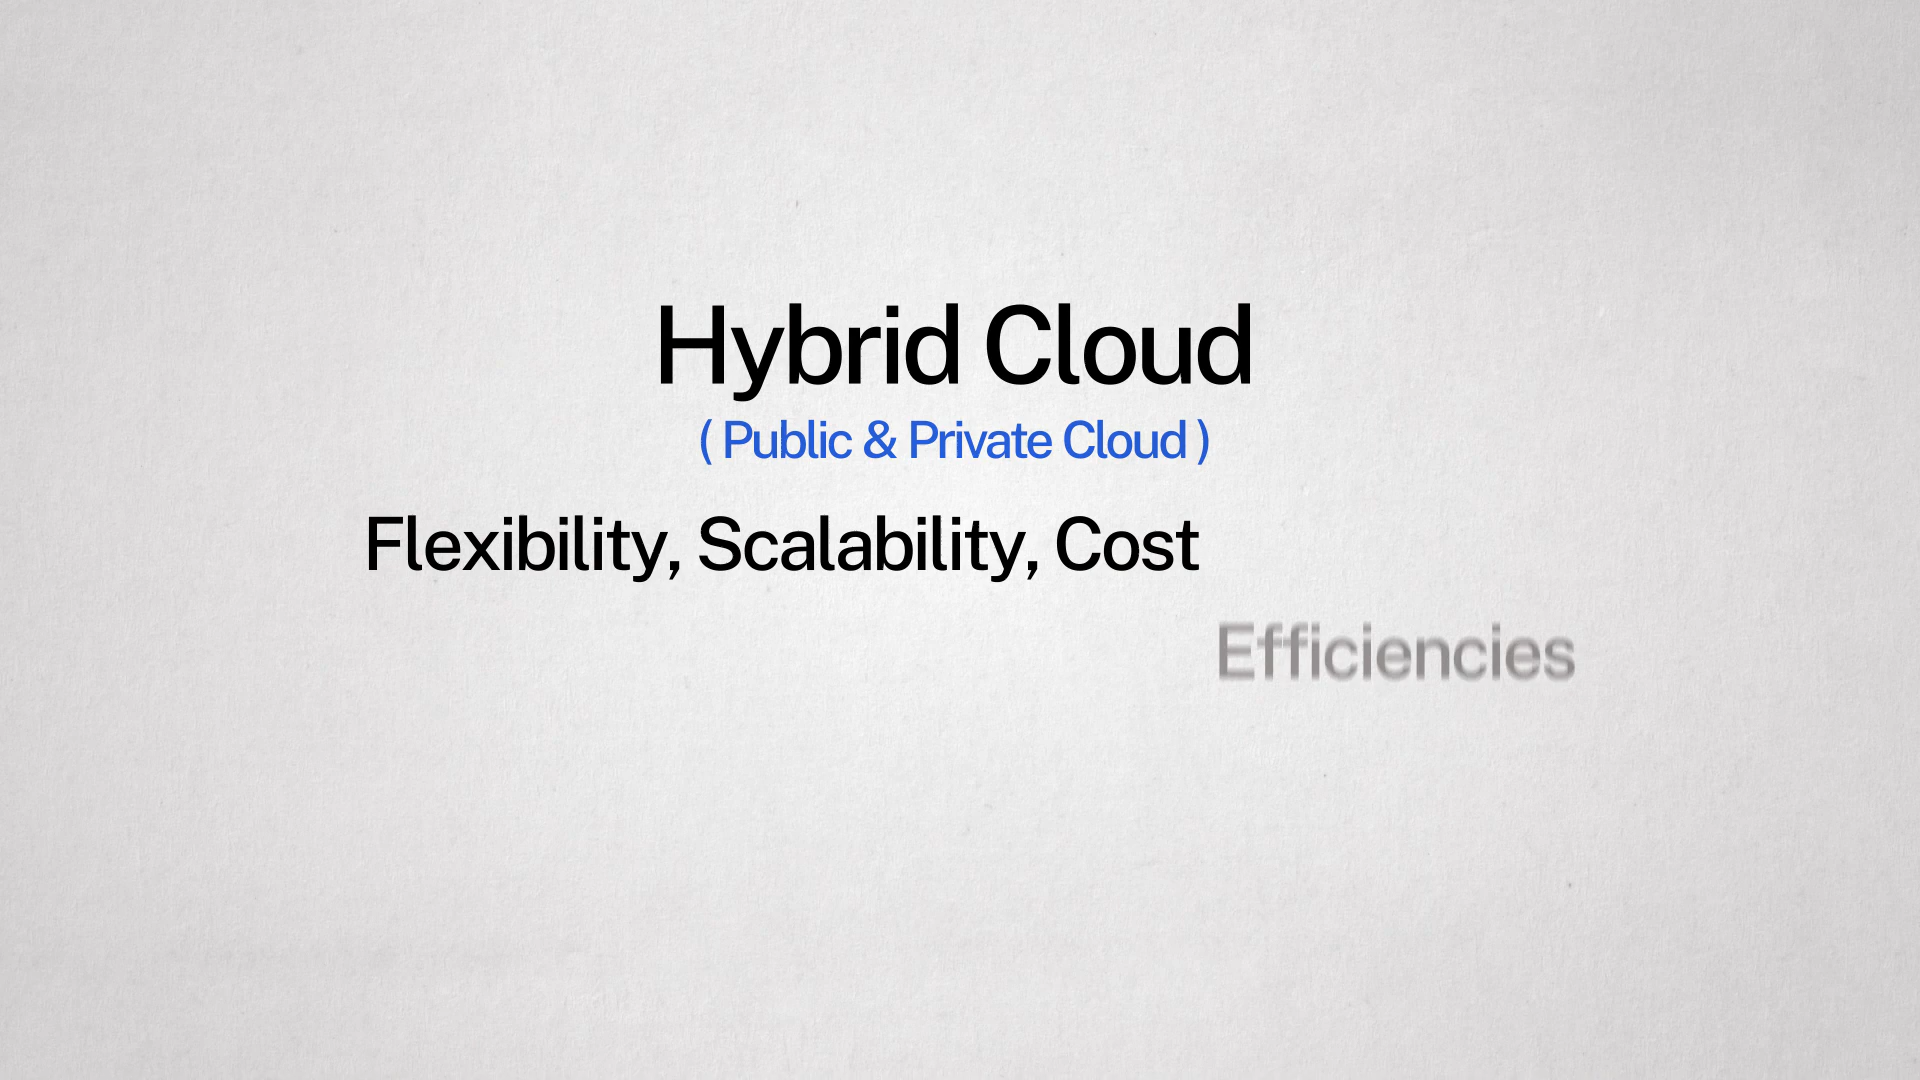 Hybrid Cloud
( Public & Private Cloud )
Flexibility, Scalability, Cost
Efficiencies